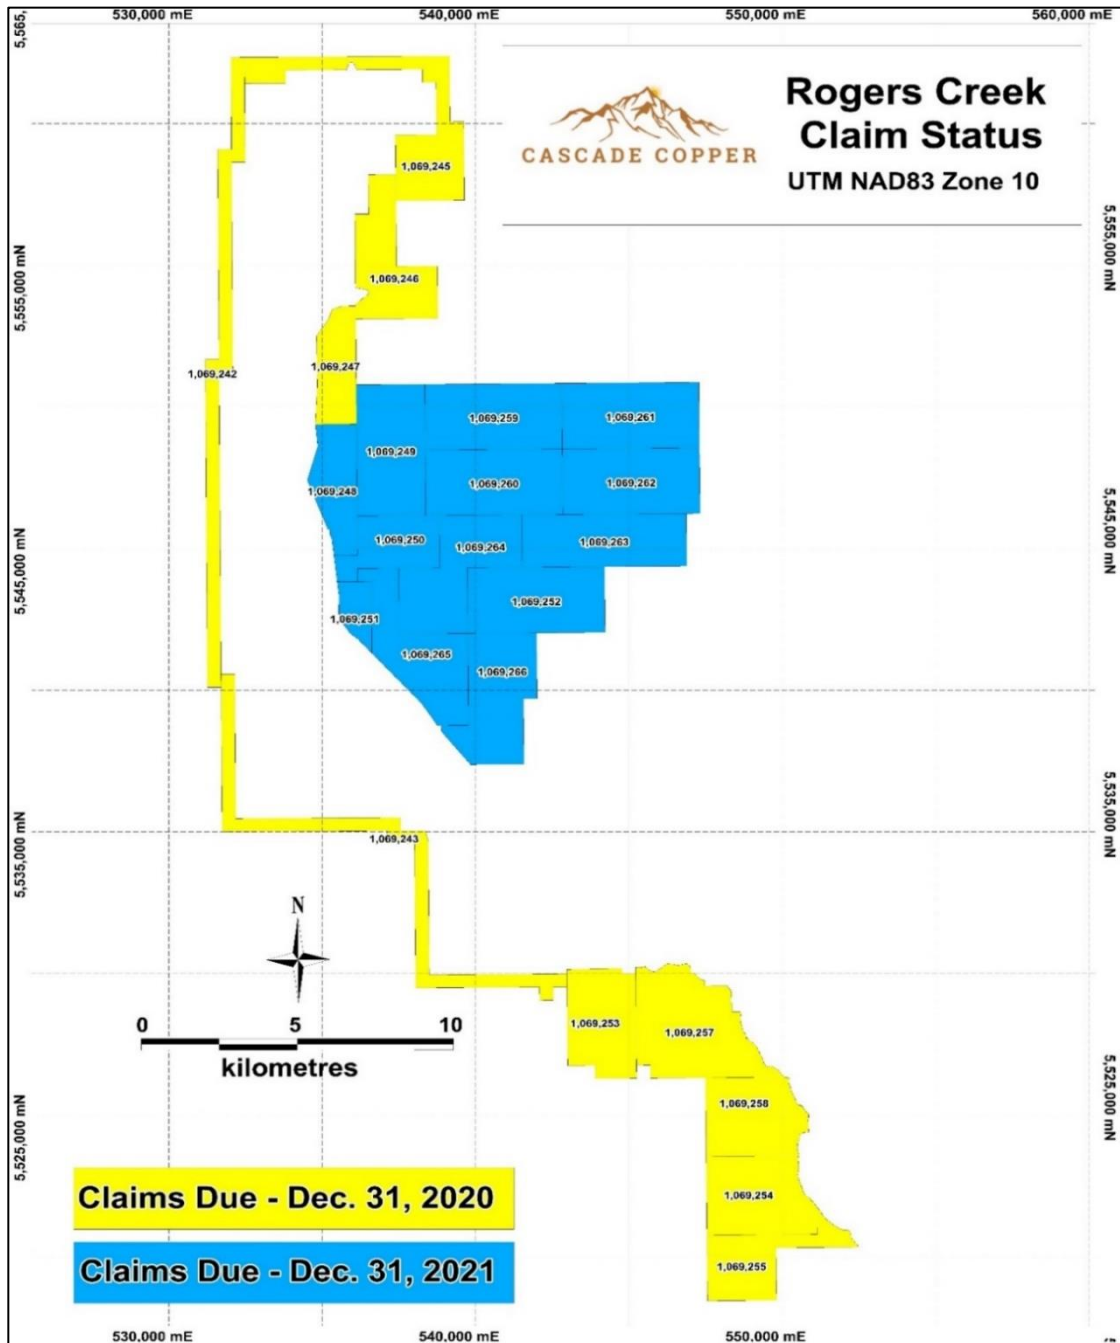 530,000 mE 540,000 mE 550,000 mE 560,000 mE
5,565,
Rogers Creek
Claim Status
UTM NAD83 Zone 10
CASCADE COPPER
1,069,245
5,555,000 mN
5,555,000 mN
1,069,246
1,069,247
1,069,242
1,069,259
1,069,261
1,069,249
1,069,248
1,069,260
1,069,262
5,545,000 mN
5,545,000 mN
1,069,250
1,069,264
1,069,263
1,069,252
1,069,251
1,069,265
1,069,266
5,535,000 mN
5,535,000 mN
1,069,243
N
0 5 10
kilometres
1,069,253
1,069,257
1,069,258
5,525,000 mN
5,525,000 mN
1,069,254
1,069,255
Claims Due - Dec. 31, 2020
Claims Due - Dec. 31, 2021
530,000 mE 540,000 mE 550,000 mE